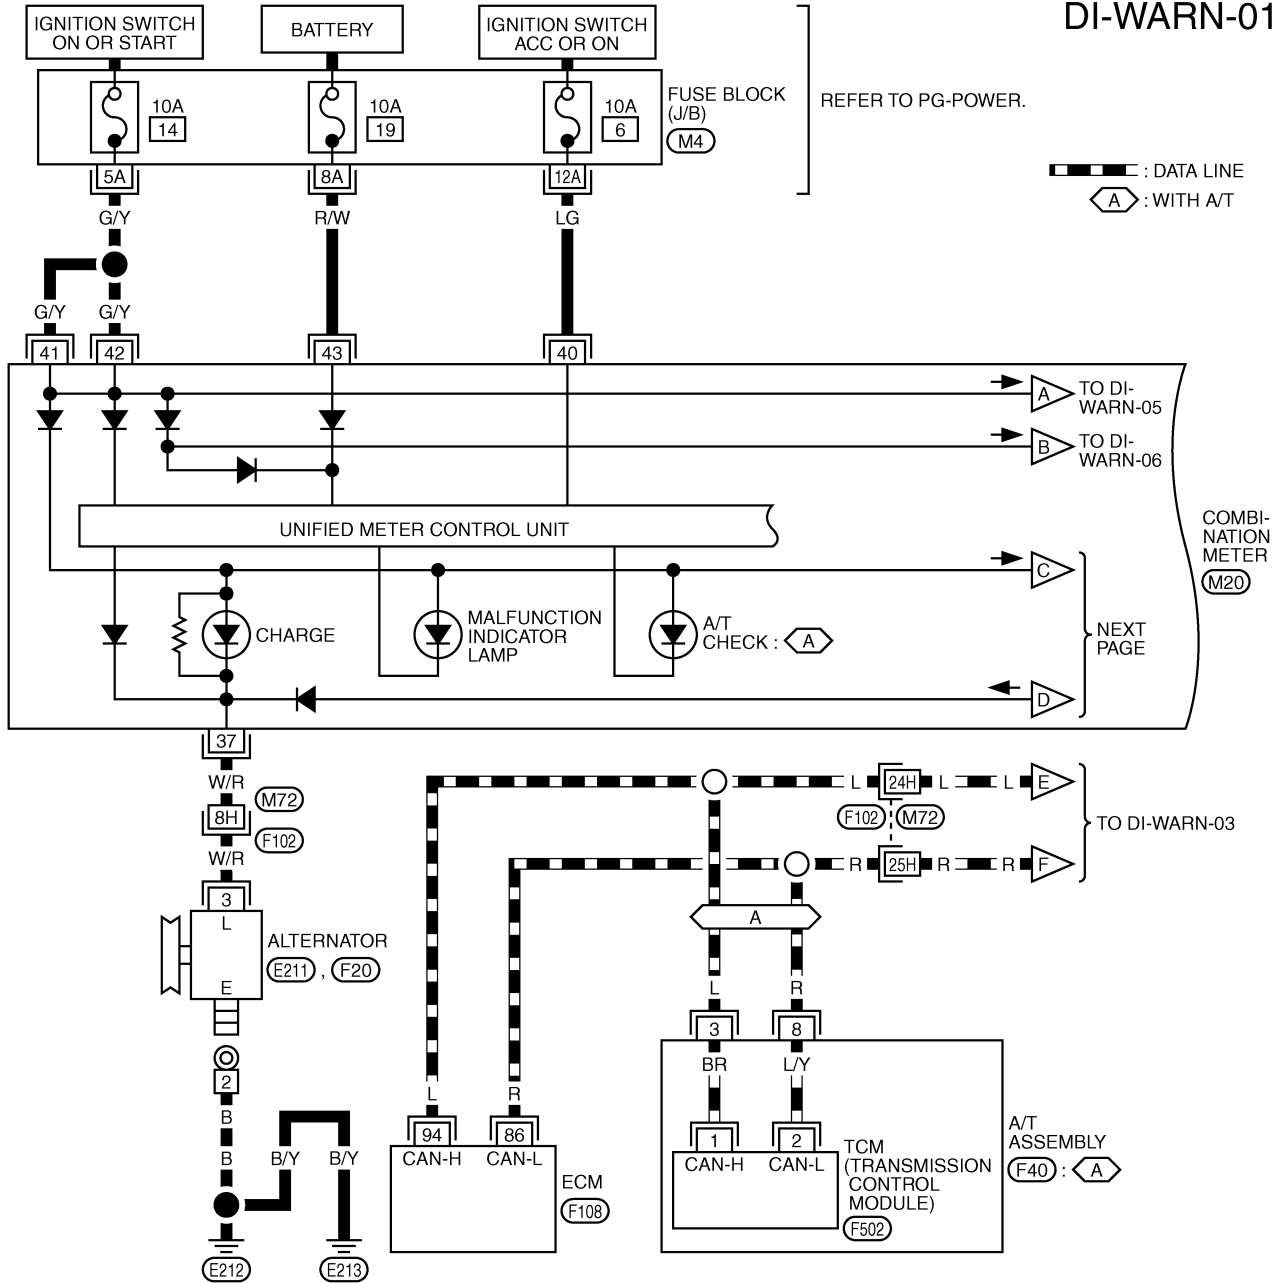 DI-WARN-01
IGNITION SWITCH
ON OR START
BATTERY
IGNITION SWITCH
ACC OR ON
10A
14
10A
19
10A
6
FUSE BLOCK
(J/B)
M4
REFER TO PG-POWER.
: DATA LINE
A : WITH A/T
5A
8A
12A
G/Y
R/W
LG
G/Y
G/Y
41
42
43
40
A
TO DI-
WARN-05
B
TO DI-
WARN-06
UNIFIED METER CONTROL UNIT
COMBI-
NATION
METER
M20
C
CHARGE
MALFUNCTION
INDICATOR
LAMP
A/T
CHECK : A
NEXT
PAGE
D
37
W/R
M72
8H
F102
W/R
3
L
ALTERNATOR
E211 , F20
E
2
B
B
B/Y
B/Y
E212
E213
L
24H
L
L
E
F102
M72
TO DI-WARN-03
R
25H
R
R
F
A
L
R
3
8
BR
L/Y
L
R
94
86
CAN-H
CAN-L
ECM
F108
1
2
CAN-H
CAN-L
TCM
(TRANSMISSION
CONTROL
MODULE)
F502
A/T
ASSEMBLY
F40 : A